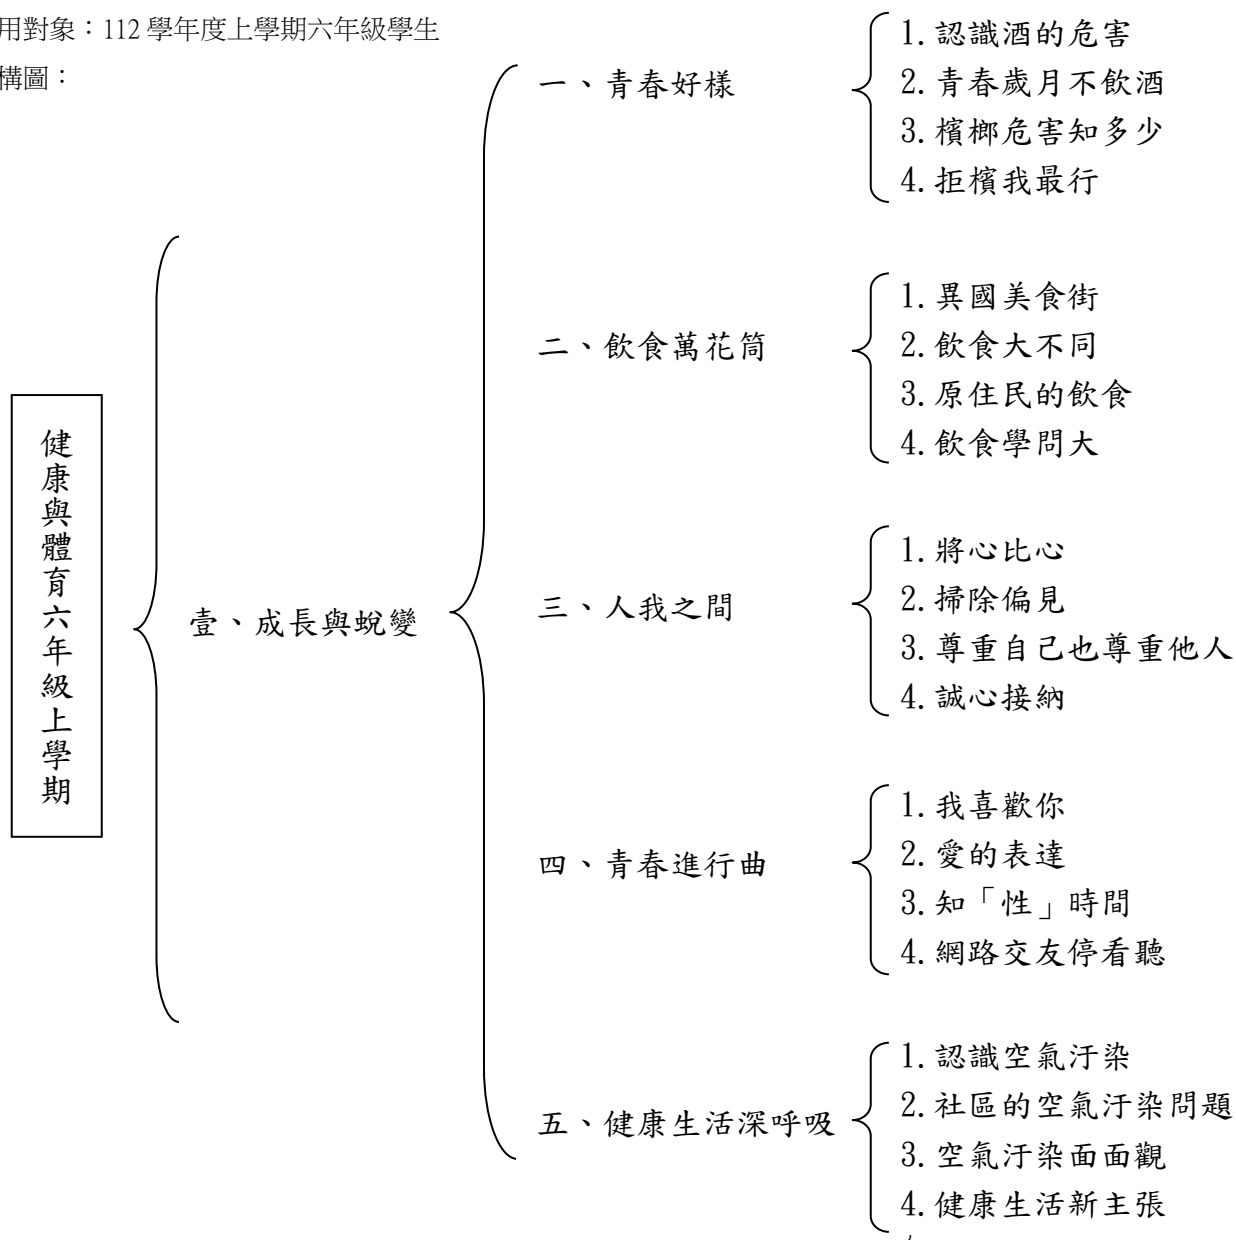 用對象：112 學年度上學期六年級學生
構圖：
健康與體育六年級上學期
壹、成長與蛻變
一、青春好樣
1.認識酒的危害
2.青春歲月不飲酒
3.檳榔危害知多少
4.拒檳我最行
二、飲食萬花筒
1.異國美食街
2.飲食大不同
3.原住民的飲食
4.飲食學問大
三、人我之間
1.將心比心
2.掃除偏見
3.尊重自己也尊重他人
4.誠心接納
四、青春進行曲
1.我喜歡你
2.愛的表達
3.知「性」時間
4.網路交友停看聽
五、健康生活深呼吸
1.認識空氣汙染
2.社區的空氣汙染問題
3.空氣汙染面面觀
4.健康生活新主張